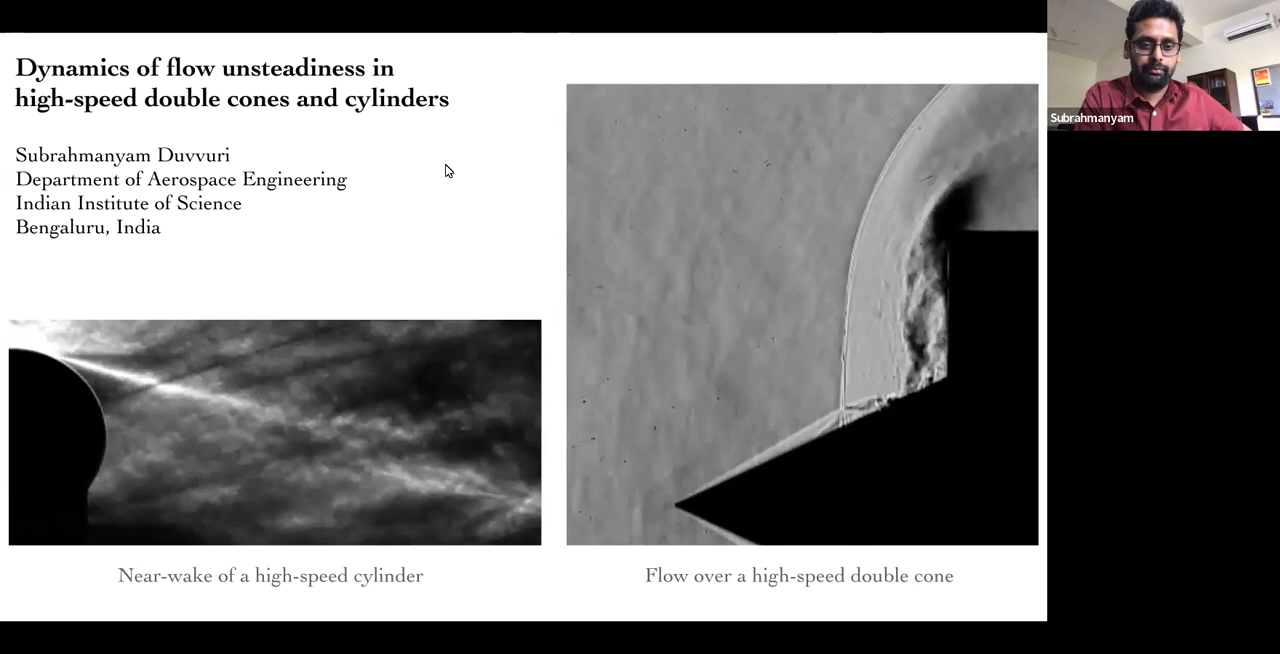 Dynamics of flow unsteadiness in
high-speed double cones and cylinders
Subrahmanyam Duvvuri
Department of Aerospace Engineering
Indian Institute of Science
Bengaluru, India
Near-wake of a high-speed cylinder
Flow over a high-speed double cone
Subrahmanyam